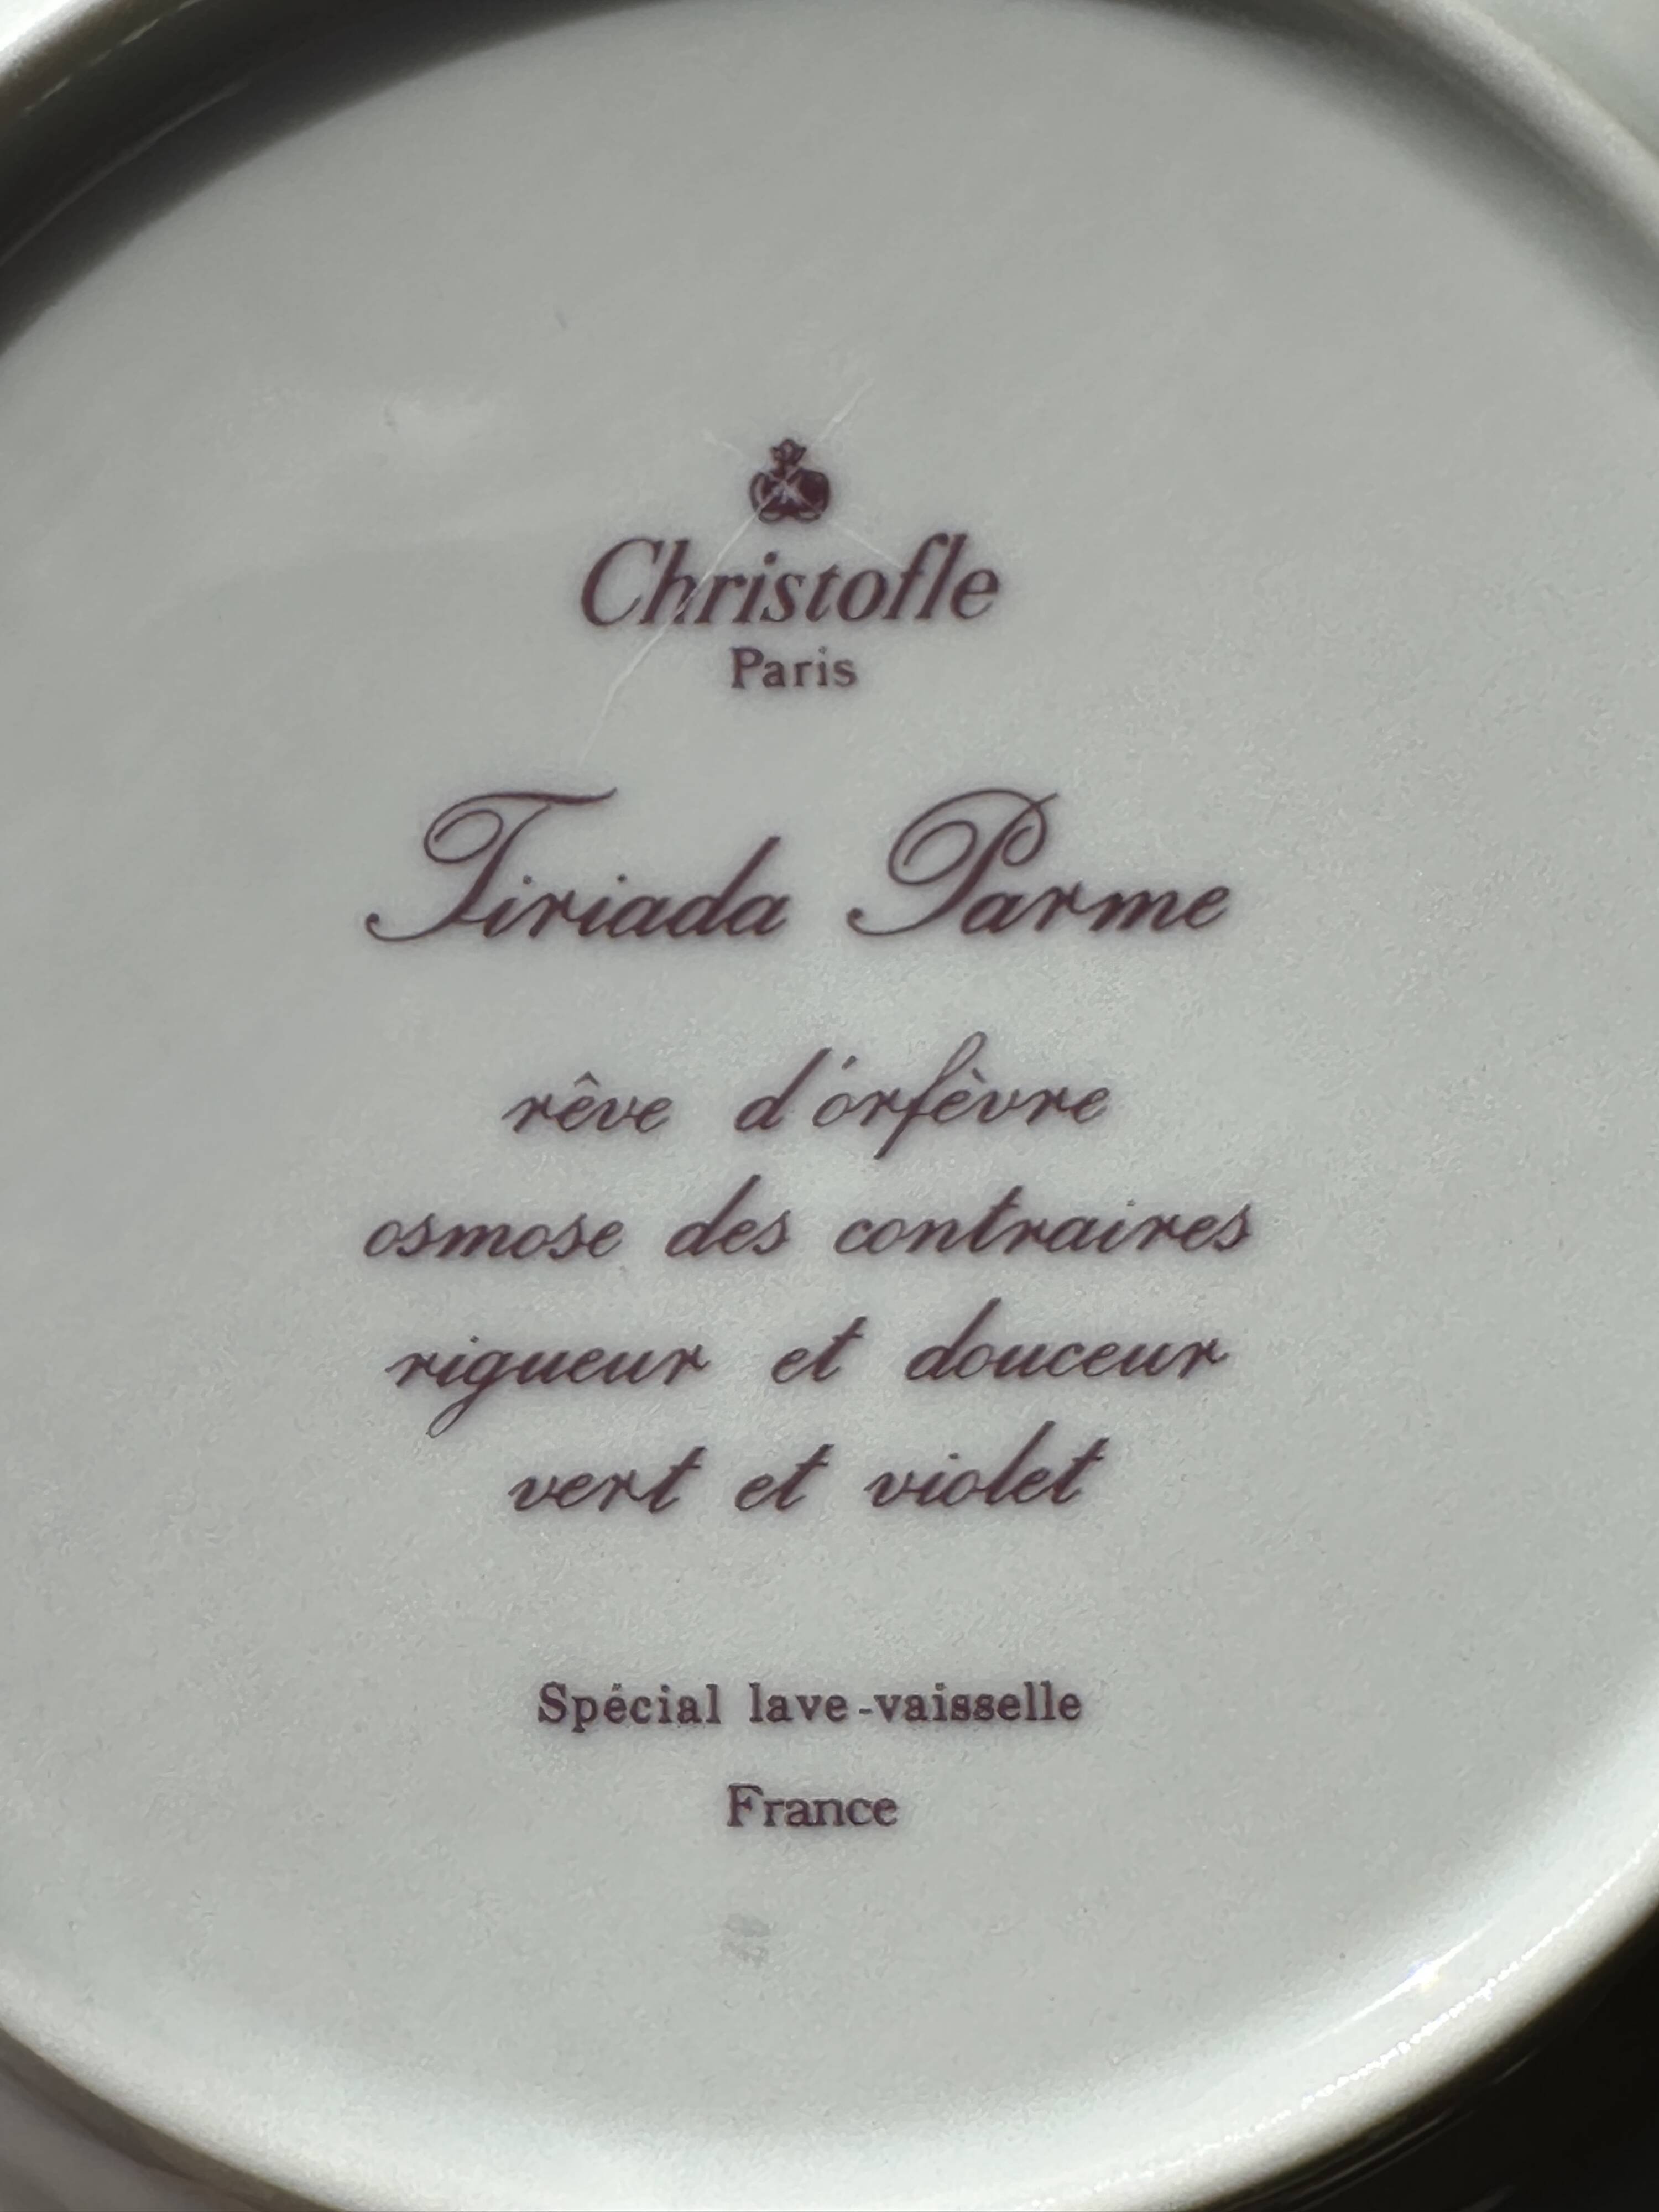 Christofle
Paris
Tiriada Parme
rêve d'orfèvre
osmose des contraires
rigueur et douceur
vert et violet
Spécial lave-vaisselle
France